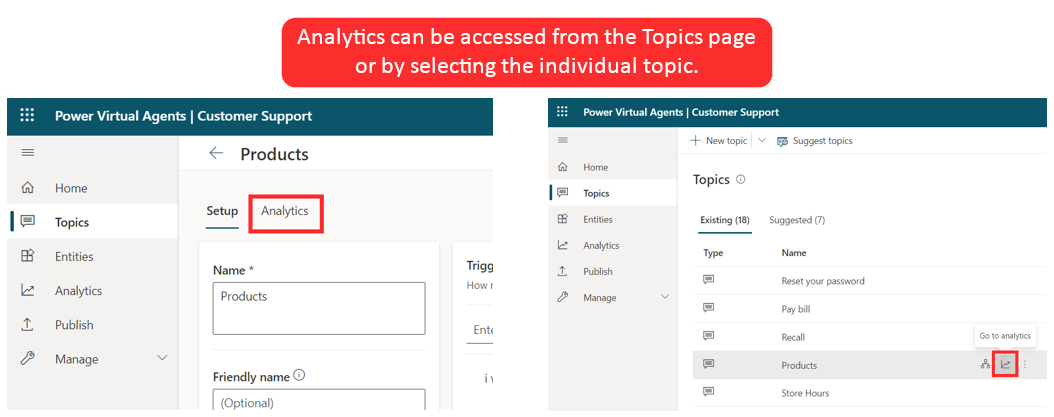 Analytics can be accessed from the Topics page
or by selecting the individual topic.
Power Virtual Agents | Customer Support
Home
Topics
Entities
Analytics
Publish
Manage
Products
Setup
Analytics
Name *
Products
Friendly name
(Optional)
Power Virtual Agents | Customer Support
Home
Topics
Entities
Analytics
Publish
Manage
New topic
Suggest topics
Topics
Existing (18)
Suggested (7)
Type
Name
Reset your password
Pay bill
Recall
Go to analytics
Products
Store Hours